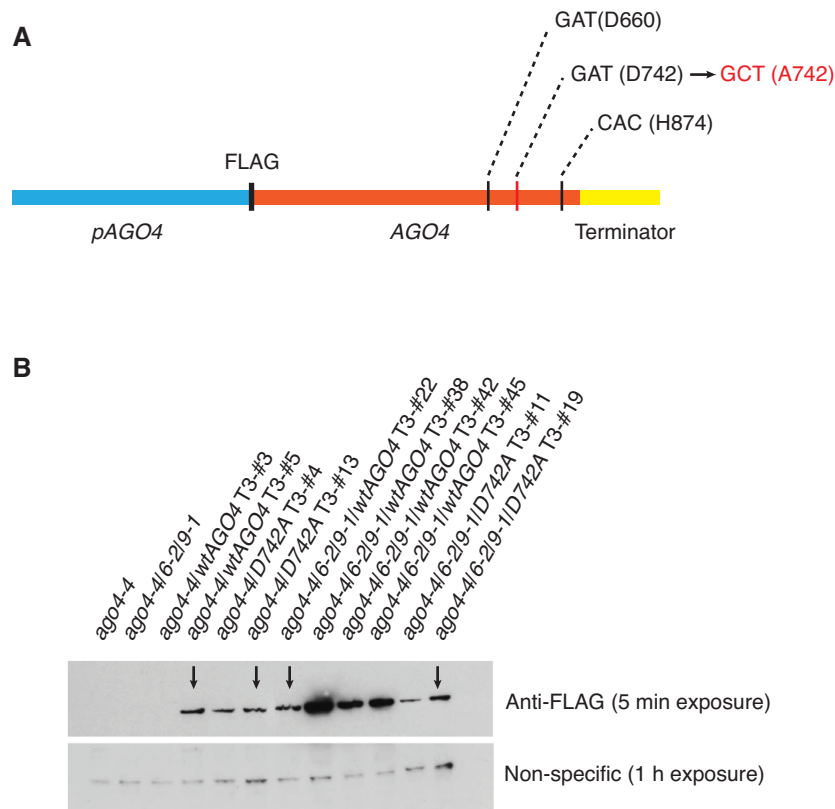 A
GAT(D660)
GAT (D742) → GCT (A742)
CAC (H874)
FLAG
pAGO4
AGO4
Terminator
B
ago4-4
ago4-4/6-2/9-1
ago4-4/wtAGO4 T3-#3
ago4-4/wtAGO4 T3-#5
ago4-4/D742A T3-#4
ago4-4/D742A T3-#13
ago4-4/6-2/9-1/wtAGO4 T3-#22
ago4-4/6-2/9-1/wtAGO4 T3-#38
ago4-4/6-2/9-1/wtAGO4 T3-#42
ago4-4/6-2/9-1/wtAGO4 T3-#45
ago4-4/6-2/9-1/D742A T3-#11
ago4-4/6-2/9-1/D742A T3-#19
Anti-FLAG (5 min exposure)
Non-specific (1 h exposure)